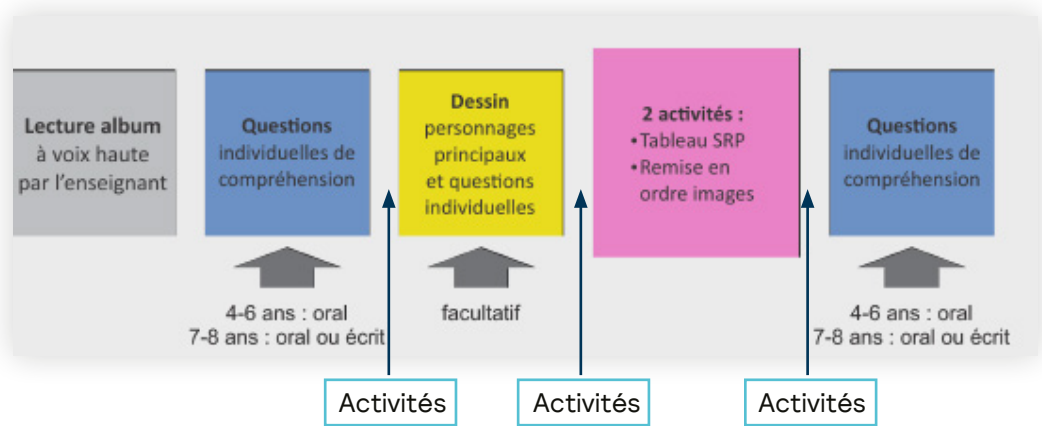 Lecture album
à voix haute
par l'enseignant
Questions
individuelles de
compréhension
Dessin
personnages
principaux
et questions
individuelles
2 activités :
•Tableau SRP
•Remise en
ordre images
Questions
individuelles de
compréhension
4-6 ans : oral
7-8 ans : oral ou écrit
facultatif
4-6 ans : oral
7-8 ans : oral ou écrit
Activités
Activités
Activités